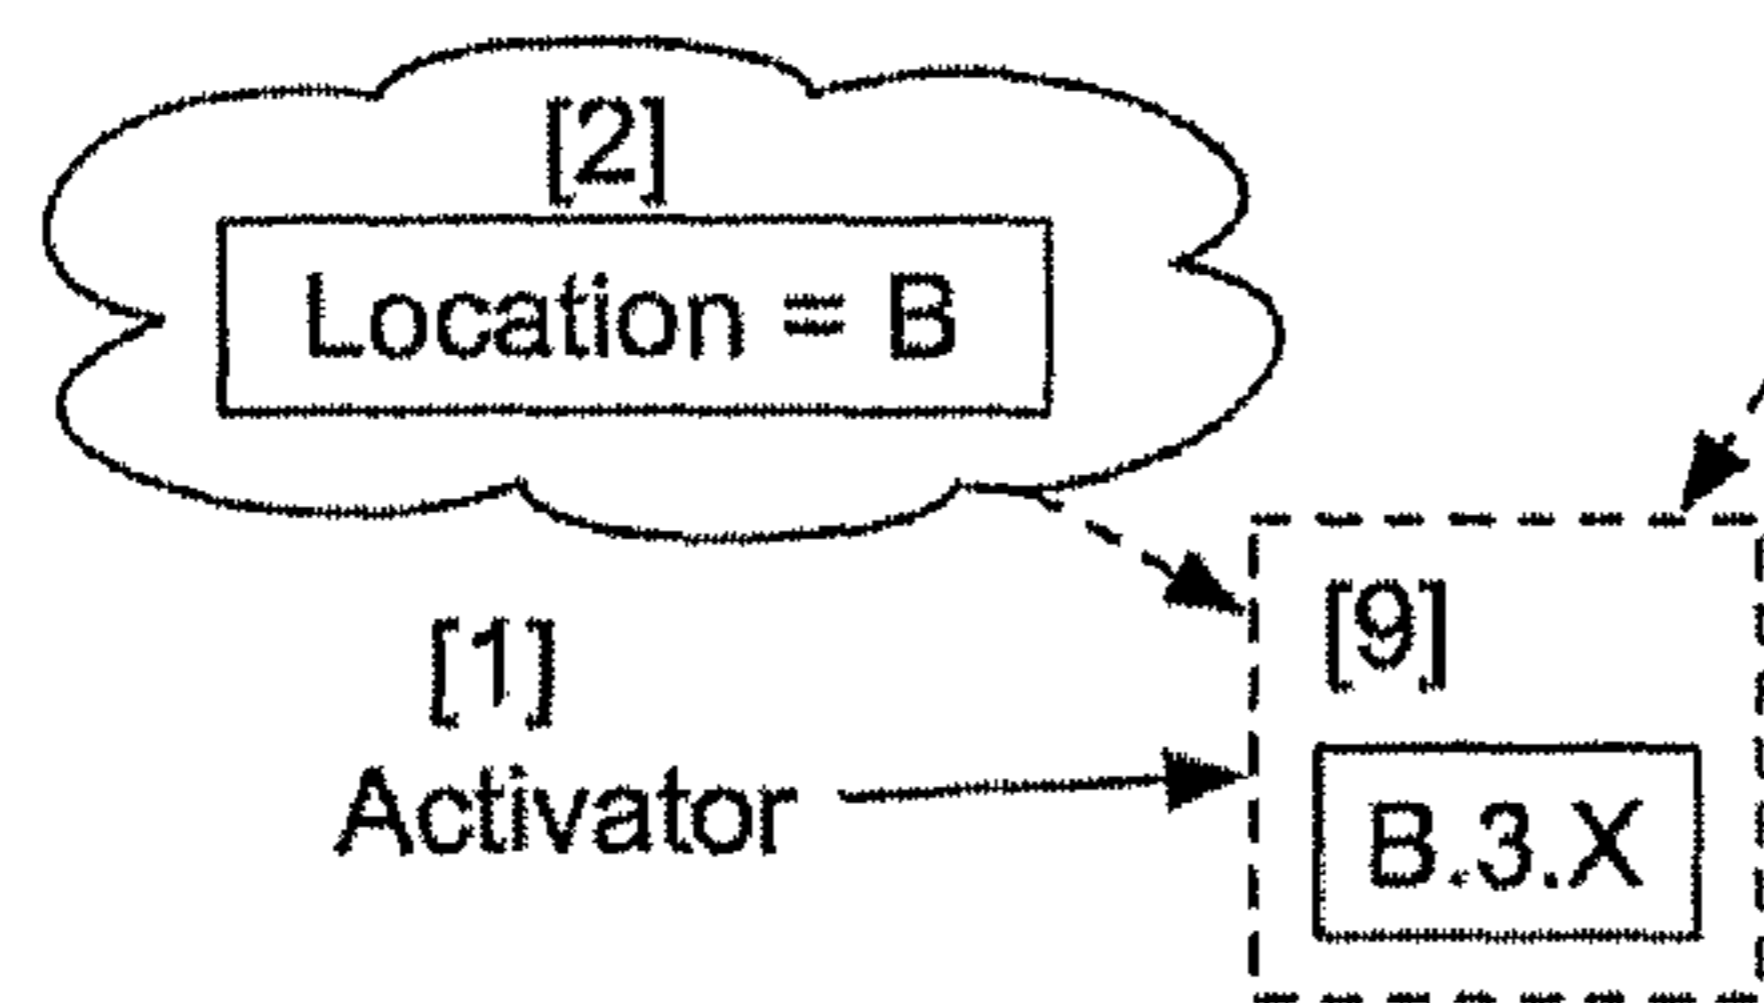 [2]
Location = B
[1]
Activator
[9]
B.3.X